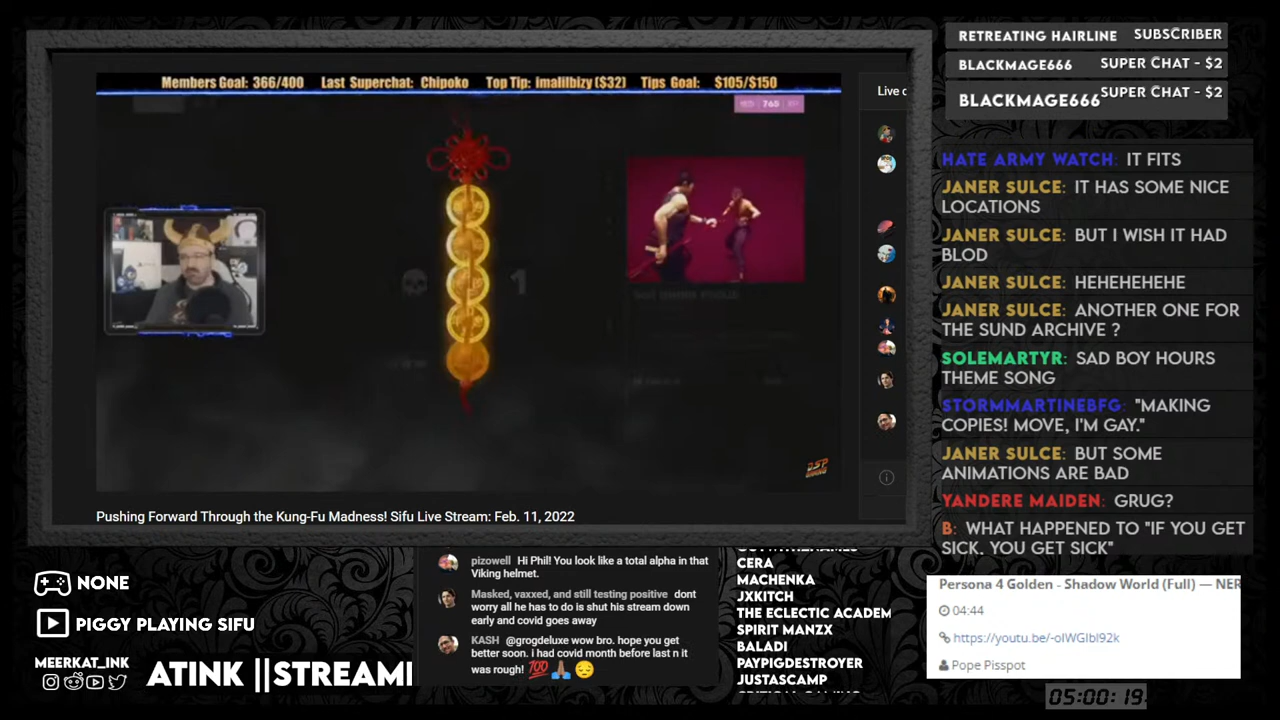 Members Goal: 366/400 Last Superchat: Chipoko Top Tip: imalilbizy ($32) Tips Goal: $105/$150
765
Live c
1
DSP
Pushing Forward Through the Kung-Fu Madness! Sifu Live Stream: Feb. 11, 2022
RETREATING HAIRLINE SUBSCRIBER
BLACKMAGE666 SUPER CHAT - $2
BLACKMAGE666 SUPER CHAT - $2
HATE ARMY WATCH: IT FITS
JANER SULCE: IT HAS SOME NICE
LOCATIONS
JANER SULCE: BUT I WISH IT HAD
BLOD
JANER SULCE: HEHEHEHEHE
JANER SULCE: ANOTHER ONE FOR
THE SUND ARCHIVE ?
SOLEMARTYR: SAD BOY HOURS
THEME SONG
STORMMARTINEBFG: "MAKING
COPIES! MOVE, I'M GAY."
JANER SULCE: BUT SOME
ANIMATIONS ARE BAD
YANDERE MAIDEN: GRUG?
B: WHAT HAPPENED TO "IF YOU GET
SICK, YOU GET SICK"
NONE
PIGGY PLAYING SIFU
MEERKAT_INK
ATINK ||STREAMI
pizowell Hi Phil! You look like a total alpha in that
Viking helmet.
Masked, vaxxed, and still testing positive dont
worry all he has to do is shut his stream down
early and covid goes away
KASH @grogdeluxe wow bro. hope you get
better soon. i had covid month before last n it
was rough! 💯🙏🏽😔
CERA
MACHENKA
JXKITCH
THE ECLECTIC ACADEM
SPIRIT MANZX
BALADI
PAYPIGDESTROYER
JUSTASCAMP
Persona 4 Golden - Shadow World (Full) — NER
04:44
https://youtu.be/-oIWGlbI92k
Pope Pisspot
05:00:19